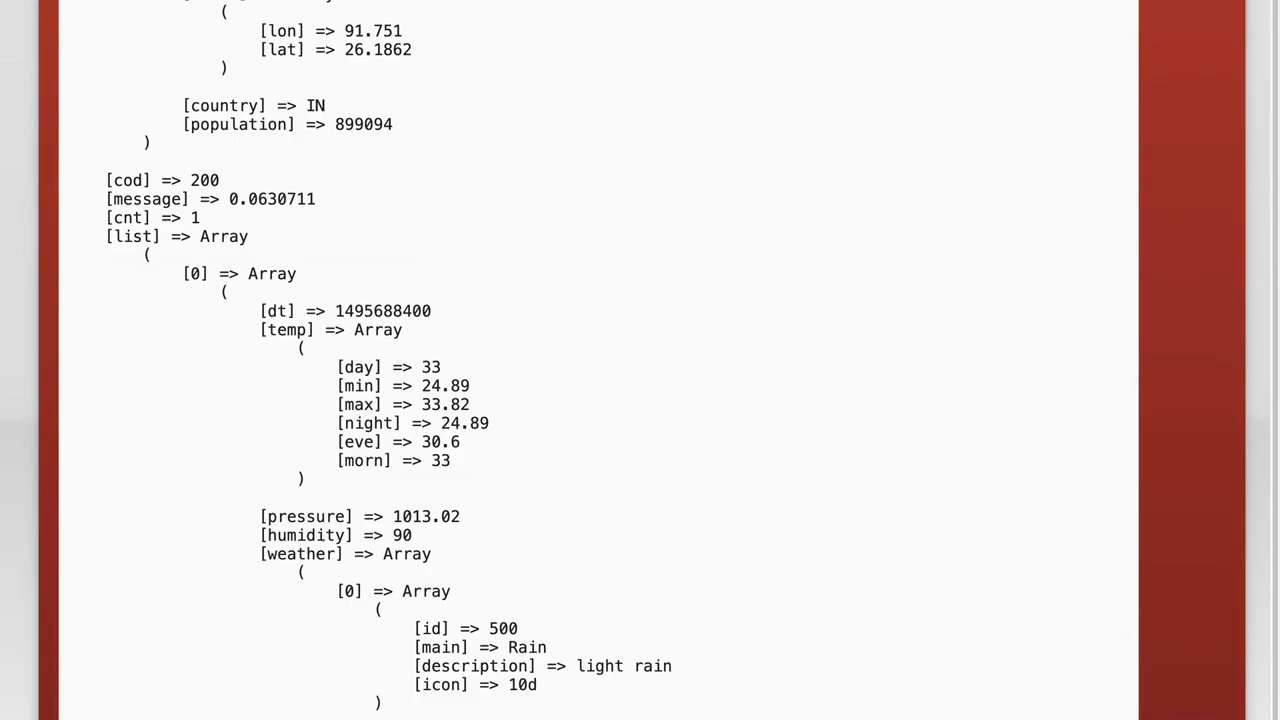 (
[lon] => 91.751
[lat] => 26.1862
)
[country] => IN
[population] => 899094
)
[cod] => 200
[message] => 0.0630711
[cnt] => 1
[list] => Array
(
[0] => Array
(
[dt] => 1495688400
[temp] => Array
(
[day] => 33
[min] => 24.89
[max] => 33.82
[night] => 24.89
[eve] => 30.6
[morn] => 33
)
[pressure] => 1013.02
[humidity] => 90
[weather] => Array
(
[0] => Array
(
[id] => 500
[main] => Rain
[description] => light rain
[icon] => 10d
)